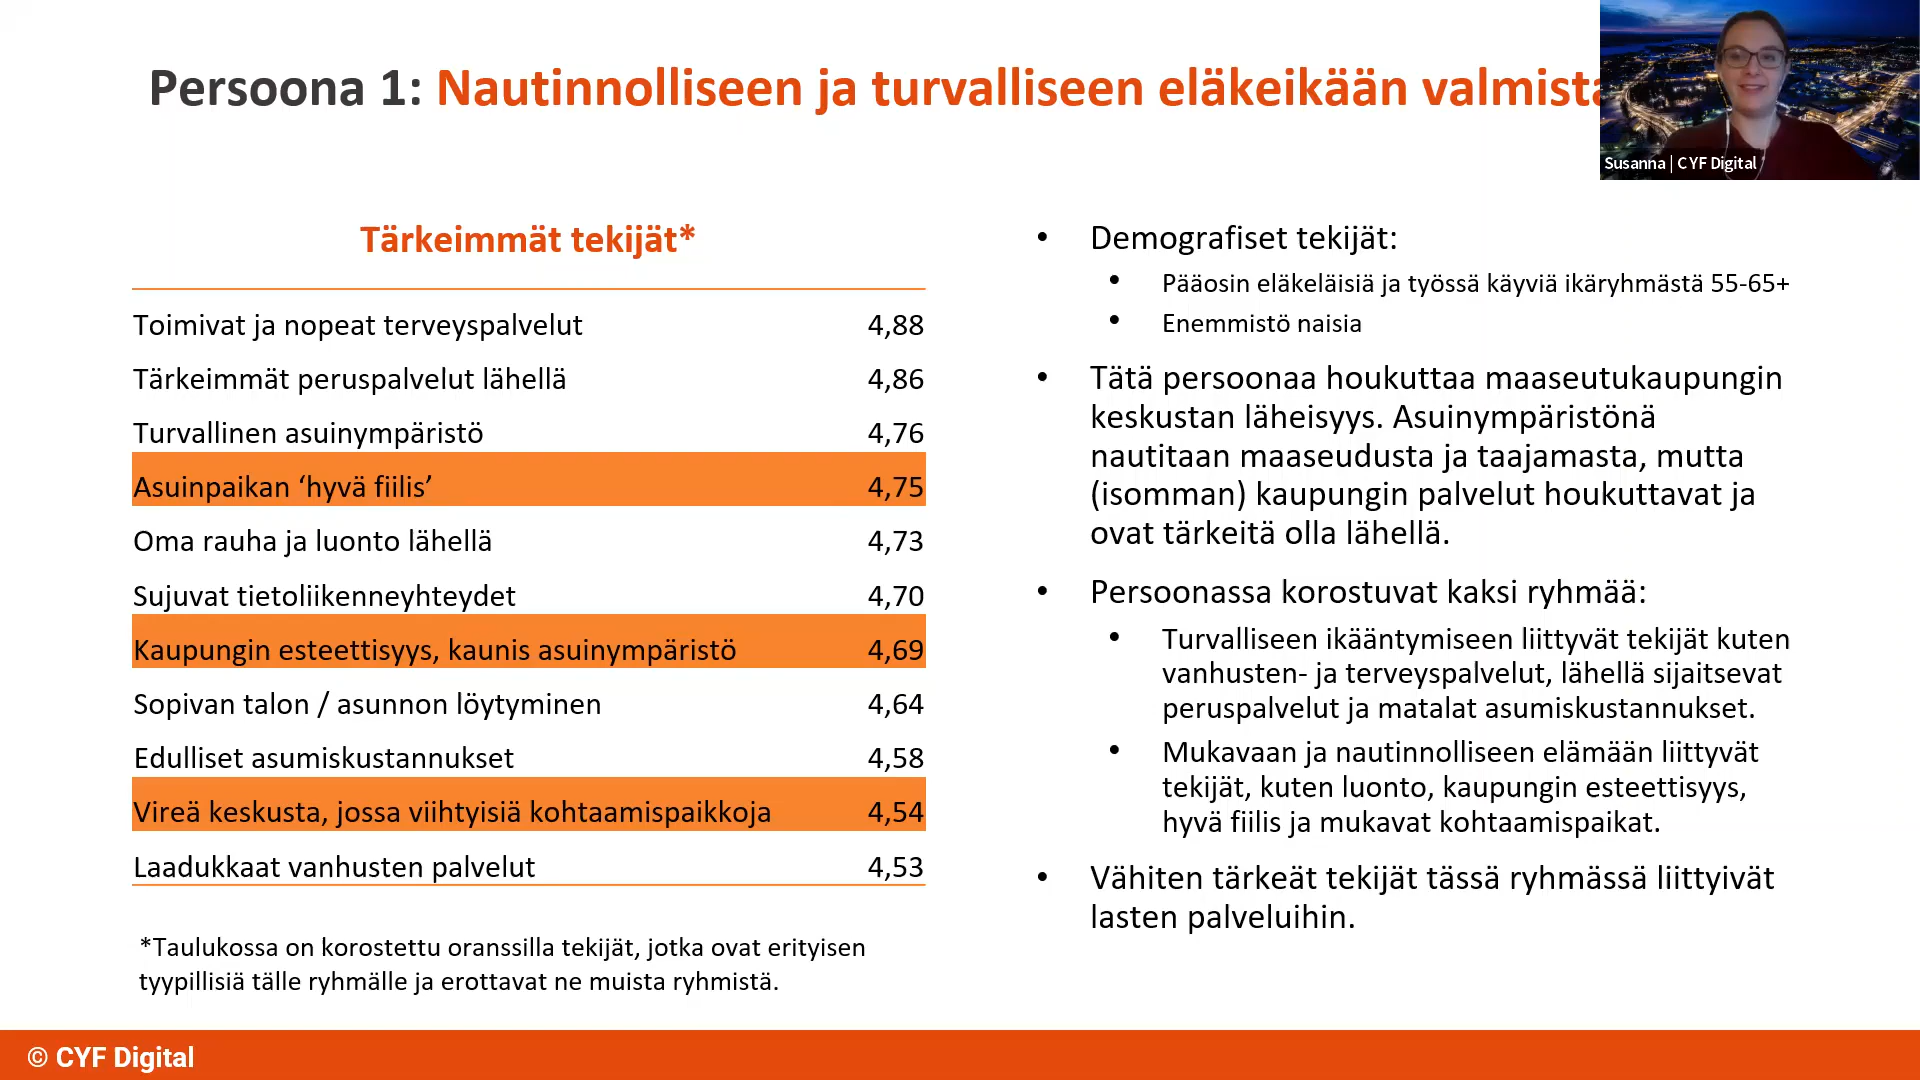 Persoona 1: Nautinnolliseen ja turvalliseen eläkeikään
Susanna | CYF Digital
Tärkeimmät tekijät*
Toimivat ja nopeat terveyspalvelut 4,88
Tärkeimmät peruspalvelut lähellä 4,86
Turvallinen asuinympäristö 4,76
Asuinpaikan ‘hyvä fiilis’ 4,75
Oma rauha ja luonto lähellä 4,73
Sujuvat tietoliikenneyhteydet 4,70
Kaupungin esteettisyys, kaunis asuinympäristö 4,69
Sopivan talon / asunnon löytyminen 4,64
Edulliset asumiskustannukset 4,58
Vireä keskusta, jossa viihtyisiä kohtaamispaikkoja 4,54
Laadukkaat vanhusten palvelut 4,53
*Taulukossa on korostettu oranssilla tekijät, jotka ovat erityisen
tyypillisiä tälle ryhmälle ja erottavat ne muista ryhmistä.
• Demografiset tekijät:
• Pääosin eläkeläisiä ja työssä käyviä ikäryhmästä 55-65+
• Enemmistö naisia
• Tätä persoonaa houkuttaa maaseutukaupungin
keskustan läheisyys. Asuinympäristönä
nautitaan maaseudusta ja taajamasta, mutta
(isomman) kaupungin palvelut houkuttavat ja
ovat tärkeitä olla lähellä.
• Persoonassa korostuvat kaksi ryhmää:
• Turvalliseen ikääntymiseen liittyvät tekijät kuten
vanhusten- ja terveyspalvelut, lähellä sijaitsevat
peruspalvelut ja matalat asumiskustannukset.
• Mukavaan ja nautinnolliseen elämään liittyvät
tekijät, kuten luonto, kaupungin esteettisyys,
hyvä fiilis ja mukavat kohtaamispaikat.
• Vähiten tärkeät tekijät tässä ryhmässä liittyivät
lasten palveluihin.
© CYF Digital